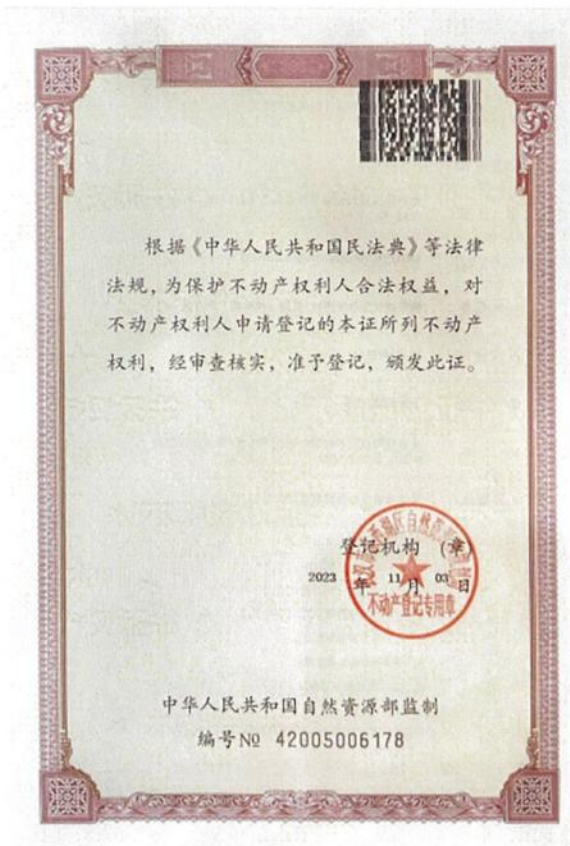 根据《中华人民共和国民法典》等法律
法规，为保护不动产权利人合法权益，对
不动产权利人申请登记的本证所列不动产
权利，经审查核实，准予登记，颁发此证。
登记机构 (章)
2023 年 11 月 03 日
不动产登记专用章
中华人民共和国自然资源部监制
编号№ 42005006178